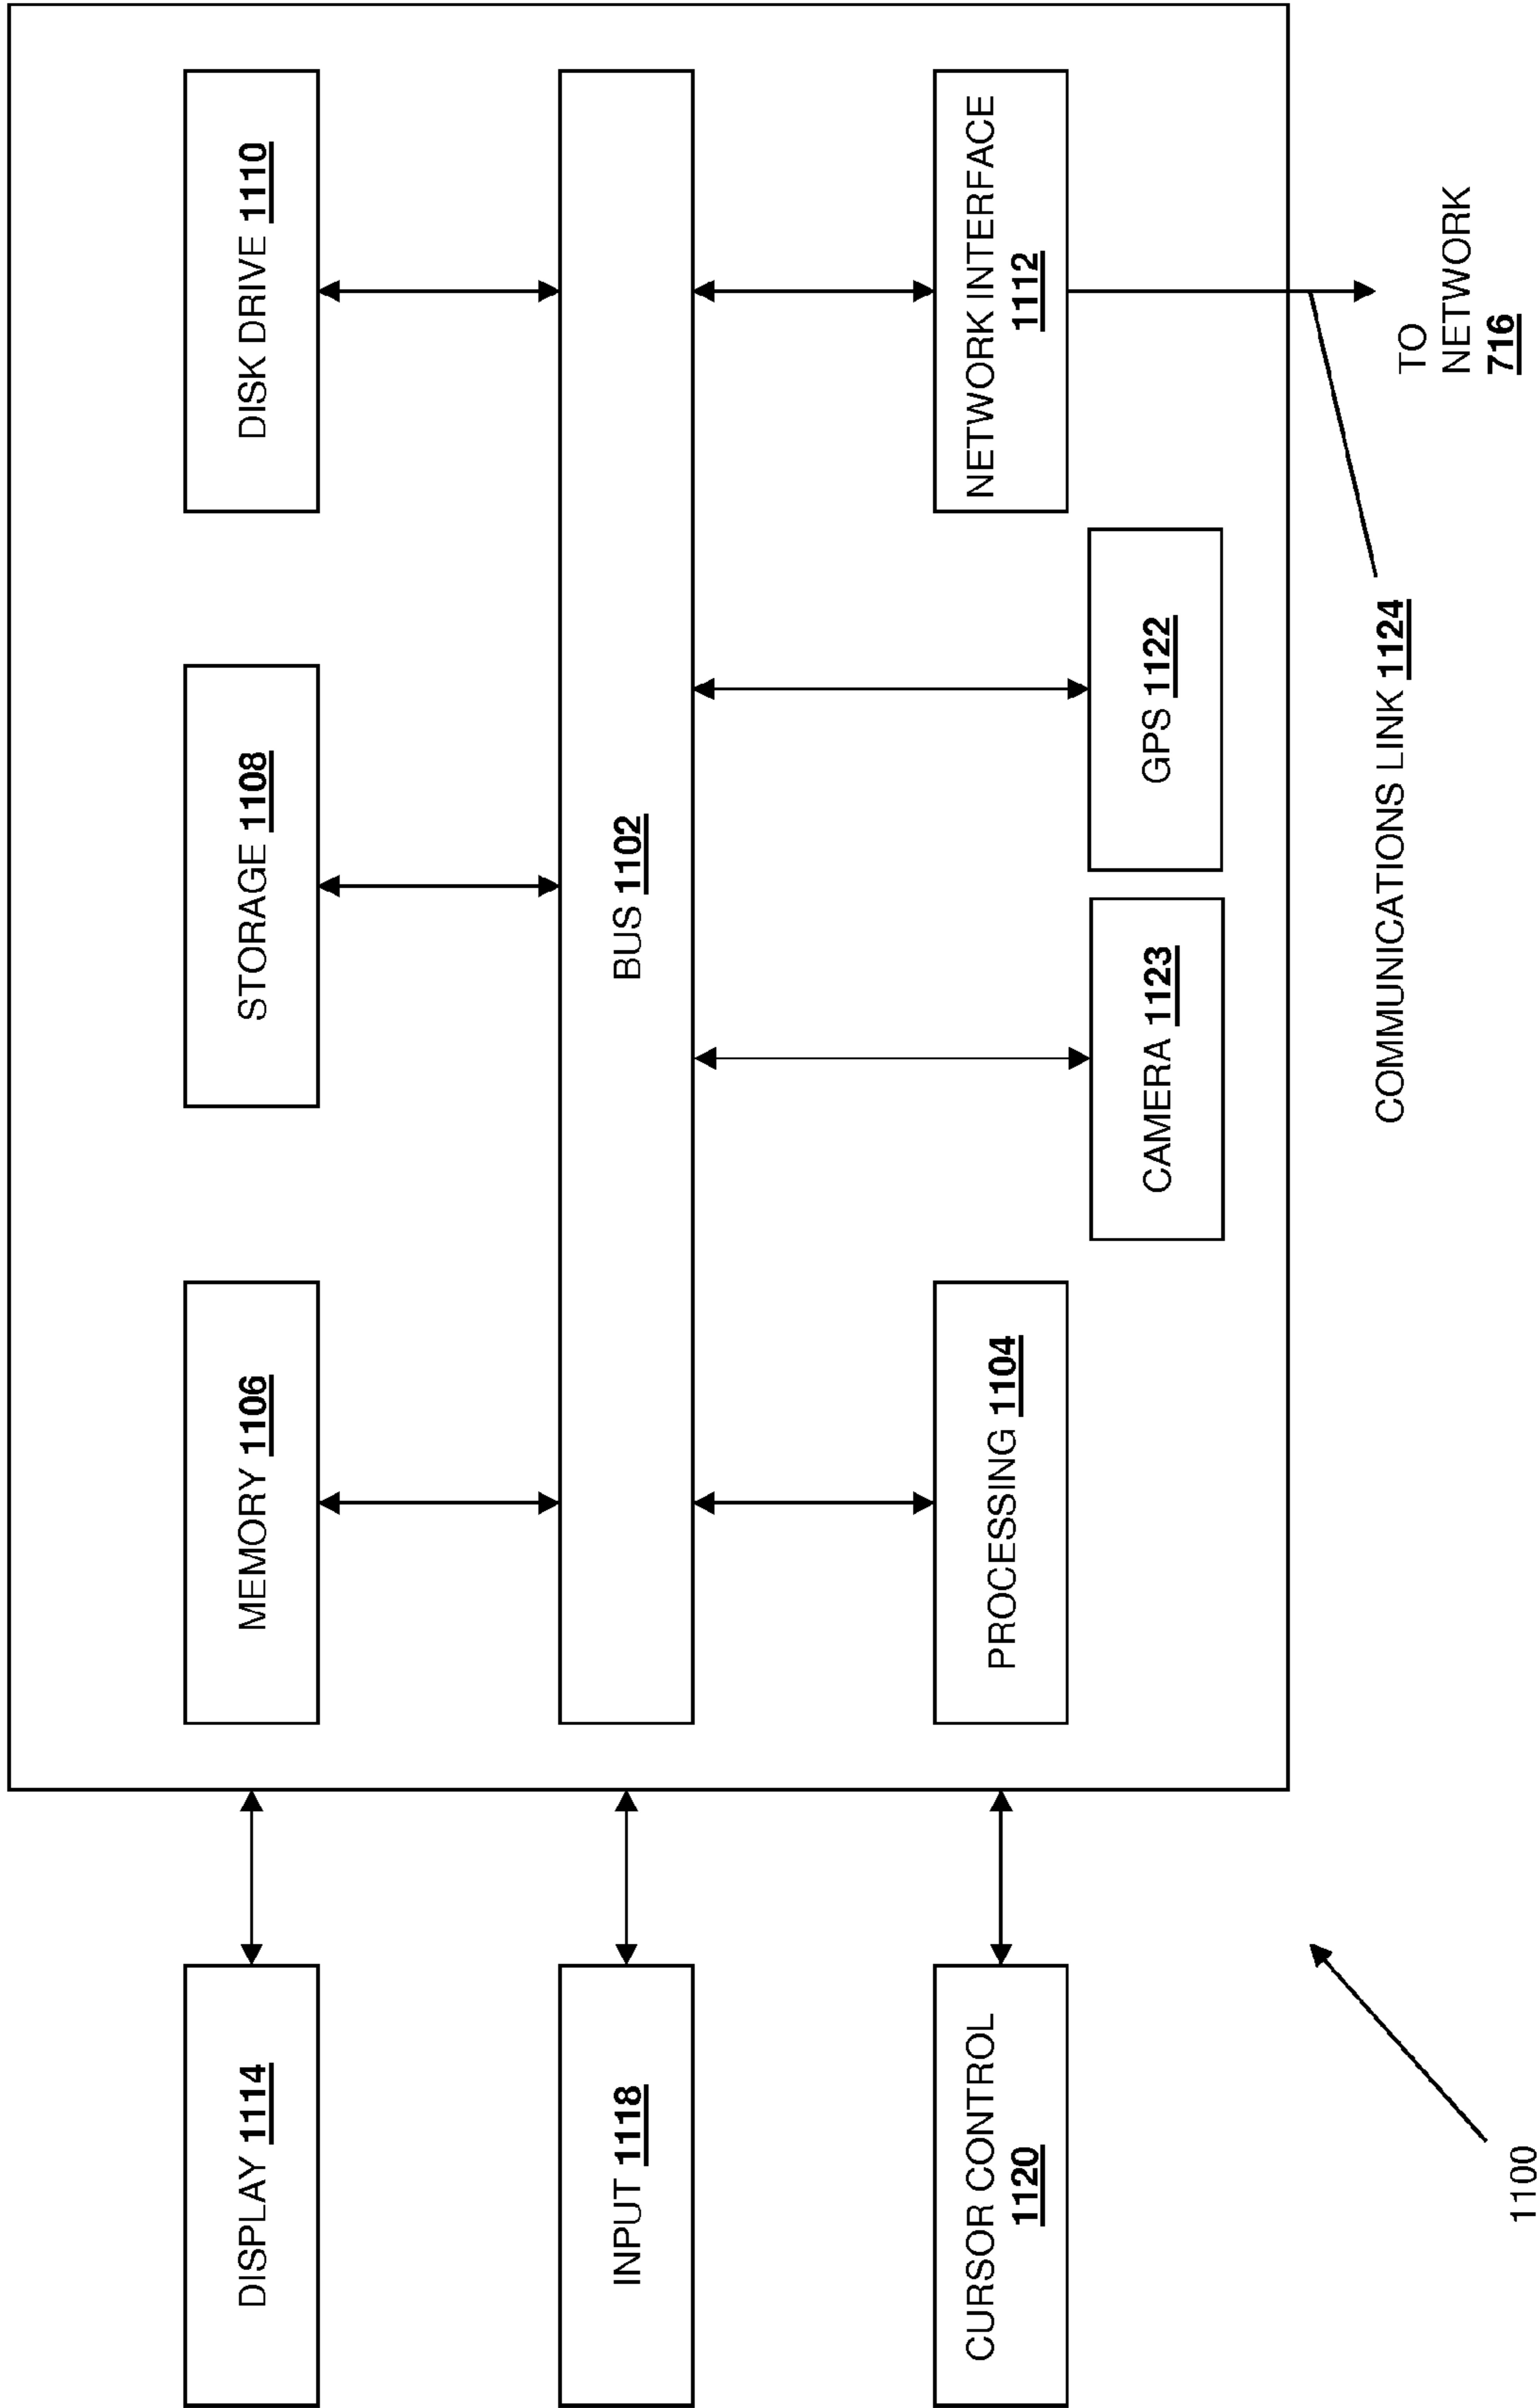 DISPLAY 1114
MEMORY 1106
STORAGE 1108
DISK DRIVE 1110
INPUT 1118
BUS 1102
CURSOR CONTROL
1120
PROCESSING 1104
CAMERA 1123
GPS 1122
NETWORK INTERFACE
1112
COMMUNICATIONS LINK 1124
TO
NETWORK
716
1100